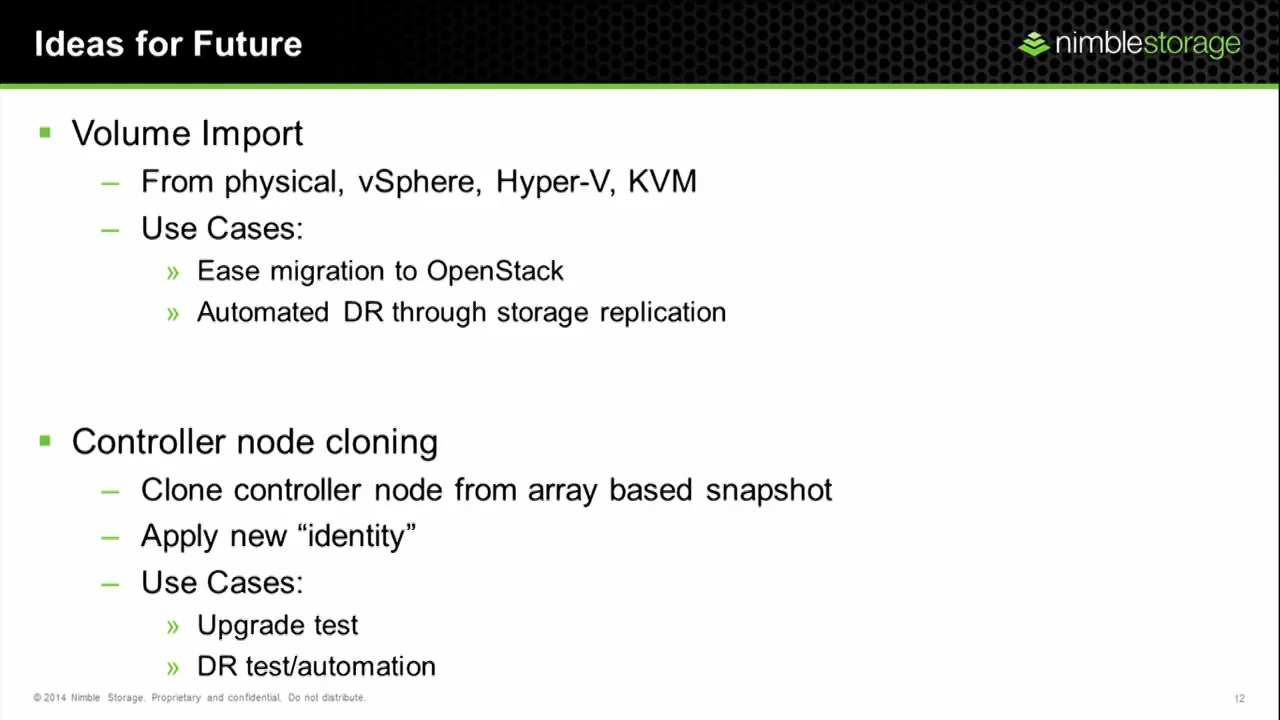 Ideas for Future
nimblestorage
Volume Import
– From physical, vSphere, Hyper-V, KVM
– Use Cases:
» Ease migration to OpenStack
» Automated DR through storage replication
Controller node cloning
– Clone controller node from array based snapshot
– Apply new “identity”
– Use Cases:
» Upgrade test
» DR test/automation
© 2014 Nimble Storage. Proprietary and confidential. Do not distribute.
12